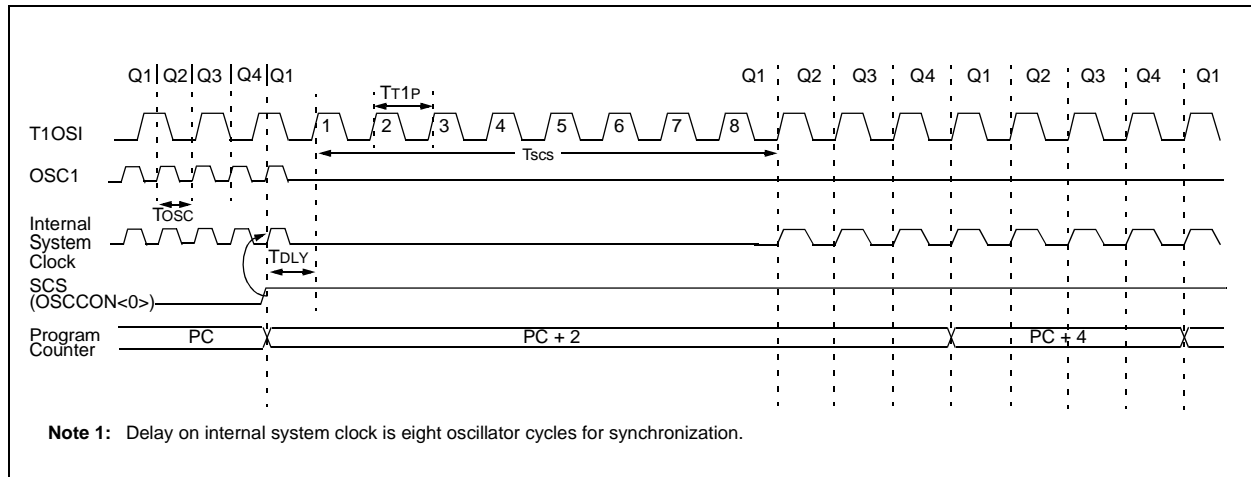 Q1 Q2 Q3 Q4 Q1 Q1 Q2 Q3 Q4 Q1 Q2 Q3 Q4 Q1
TT1P
T1OSI 1 2 3 4 5 6 7 8
TSCS
OSC1
TOSC
Internal
System
Clock
TDLY
SCS
(OSCCON<0>)
Program
Counter
PC PC + 2 PC + 4
Note 1: Delay on internal system clock is eight oscillator cycles for synchronization.